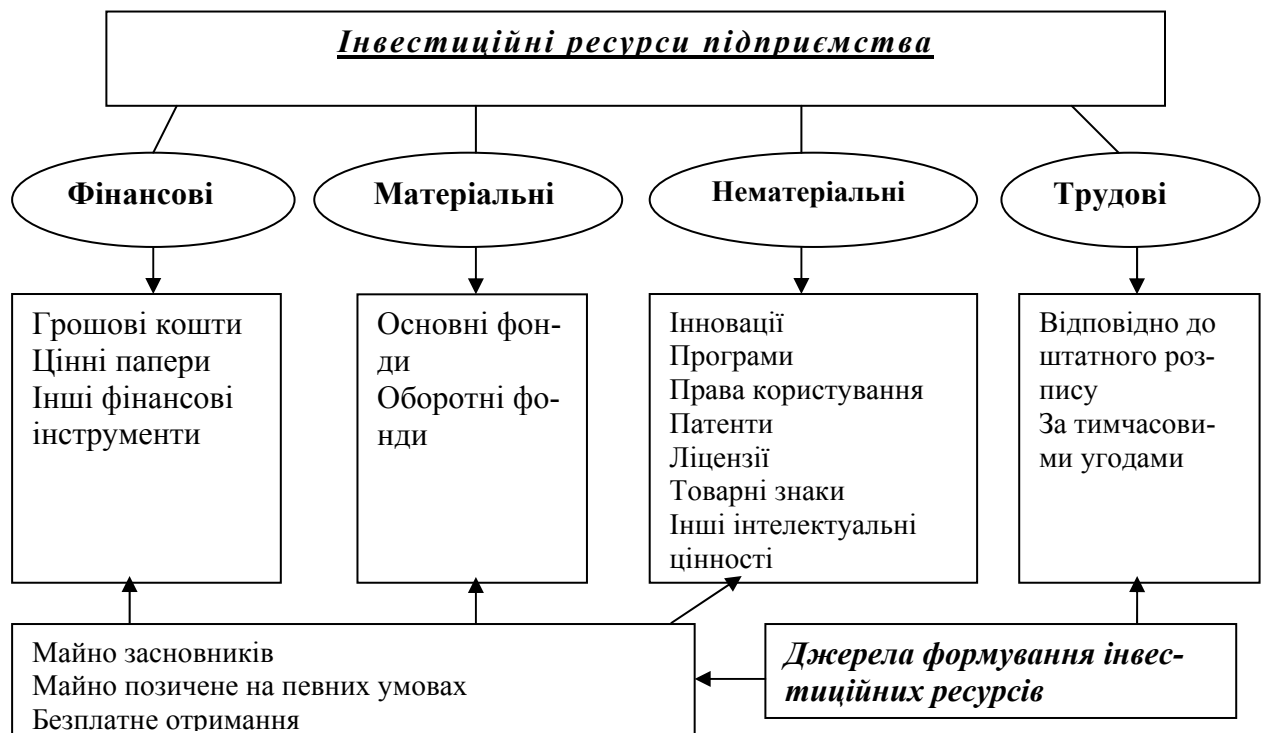 Інвестиційні ресурси підприємства
Фінансові
Матеріальні
Нематеріальні
Трудові
Грошові кошти
Цінні папери
Інші фінансові
інструменти
Основні фон-
ди
Оборотні фо-
нди
Інновації
Програми
Права користування
Патенти
Ліцензії
Товарні знаки
Інші інтелектуальні
цінності
Відповідно до
штатного роз-
пису
За тимчасови-
ми угодами
Майно засновників
Майно позичене на певних умовах
Безплатне отримання
Джерела формування інвес-
тиційних ресурсів